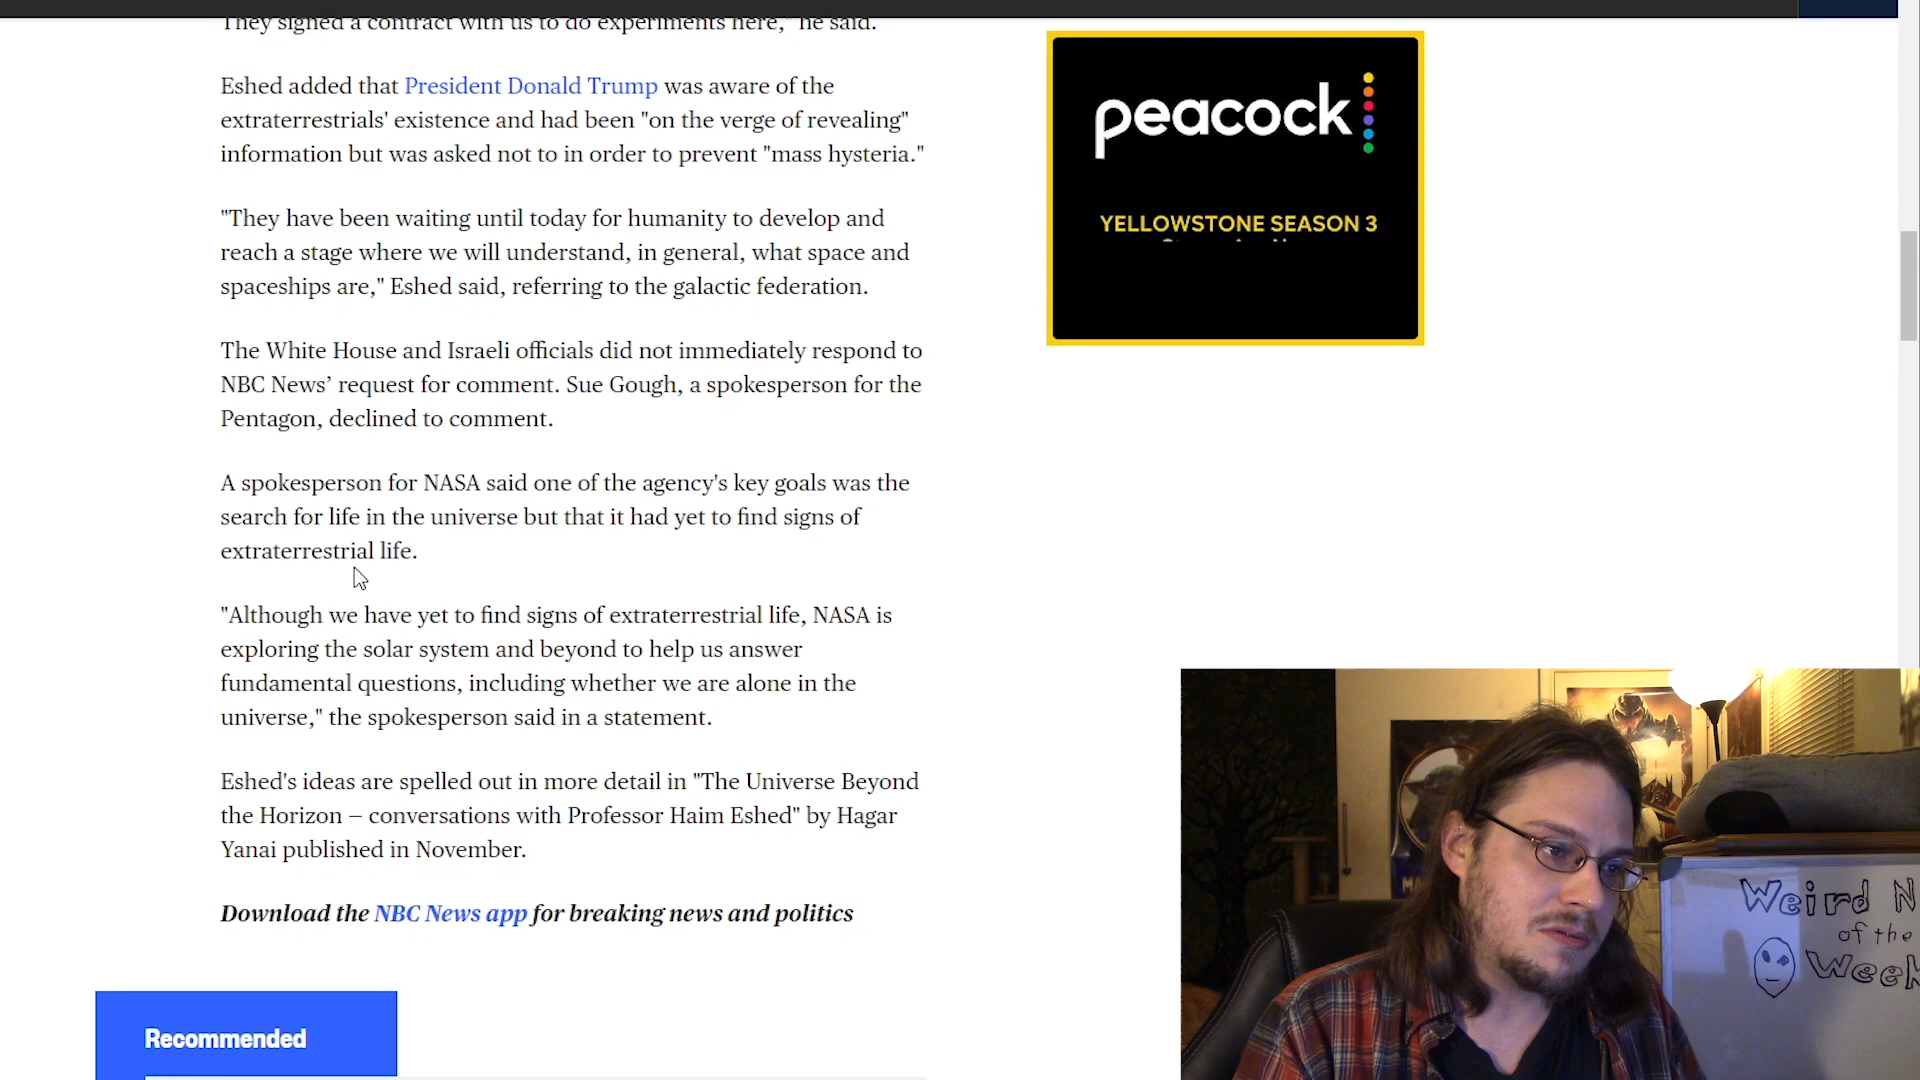 They signed a contract with us to do experiments here," he said.
Eshed added that President Donald Trump was aware of the
extraterrestrials' existence and had been "on the verge of revealing"
information but was asked not to in order to prevent "mass hysteria."
"They have been waiting until today for humanity to develop and
reach a stage where we will understand, in general, what space and
spaceships are," Eshed said, referring to the galactic federation.
The White House and Israeli officials did not immediately respond to
NBC News’ request for comment. Sue Gough, a spokesperson for the
Pentagon, declined to comment.
A spokesperson for NASA said one of the agency's key goals was the
search for life in the universe but that it had yet to find signs of
extraterrestrial life.
"Although we have yet to find signs of extraterrestrial life, NASA is
exploring the solar system and beyond to help us answer
fundamental questions, including whether we are alone in the
universe," the spokesperson said in a statement.
Eshed's ideas are spelled out in more detail in "The Universe Beyond
the Horizon – conversations with Professor Haim Eshed" by Hagar
Yanai published in November.
Download the NBC News app for breaking news and politics
Recommended
peacock
YELLOWSTONE SEASON 3
Weird N
of the
Week